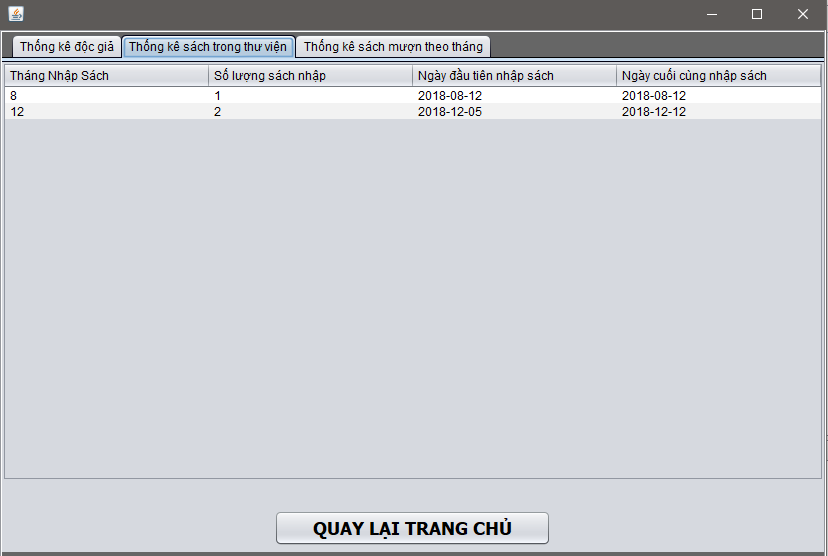 Thống kê độc giả Thống kê sách trong thư viện Thống kê sách mượn theo tháng
Tháng Nhập Sách Số lượng sách nhập Ngày đầu tiên nhập sách Ngày cuối cùng nhập sách
8 1 2018-08-12 2018-08-12
12 2 2018-12-05 2018-12-12
QUAY LẠI TRANG CHỦ